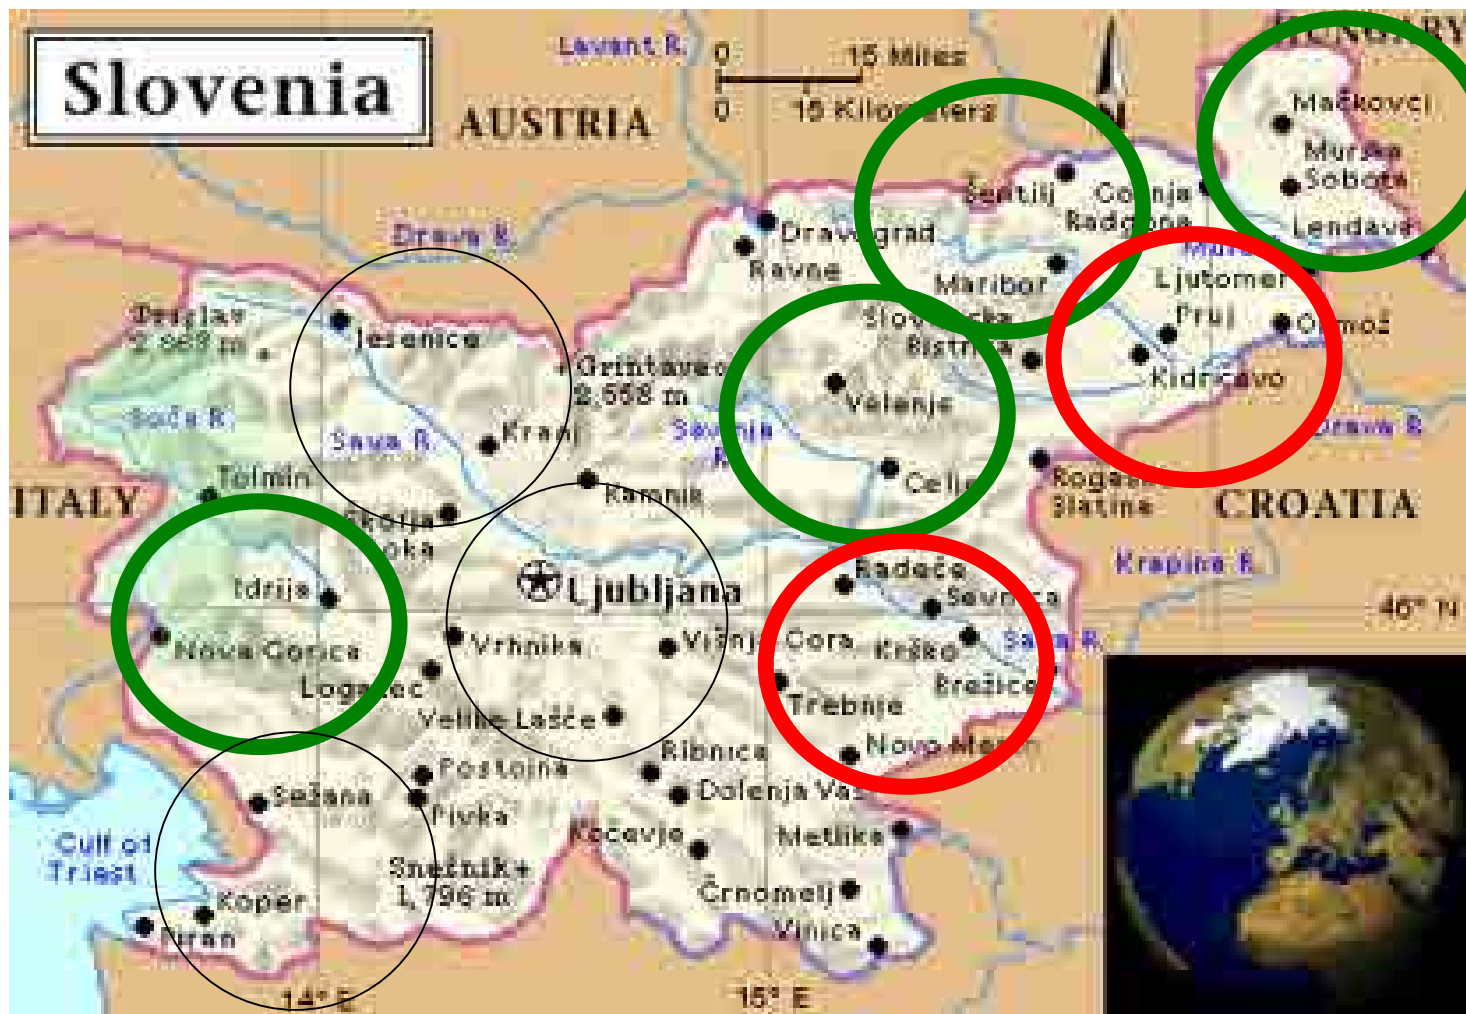 Slovenia
Lavant R.
0 15 Miles
0 15 Kilometers
AUSTRIA
N
HUNGARY
Mačkovci
Murska
Sobota
Lendava
Šentilj
Gornja
Radgona
Drava R.
Dravograd
Ravne
Maribor
Mura
Ljutomer
Pruj
Ormož
Slovenska
Bistrica
Kidričevo
Triglav
2,863 m
Jesenice
Grintavec
2,558 m
Velenje
Soča R.
Sava R.
Kranj
Savinja
R.
Drava R.
Celje
Rogaška
Slatina
CROATIA
ITALY
Tolmin
Kamnik
Škofja
Loka
Krapina R.
Idrija
Ljubljana
Radeče
Sevnica
46° N
Nova Gorica
Vrhnika
Višnja Gora
Krško
Sava R.
Logatec
Brežice
Velike Lašče
Trebnje
Ribnica
Novo Mesto
Postojna
Sežana
Pivka
Dolenja Vas
Gulf of
Triest
Kočevje
Metlika
Snežnik
1,796 m
Koper
Črnomelj
Piran
Vinica
14° E
15° E